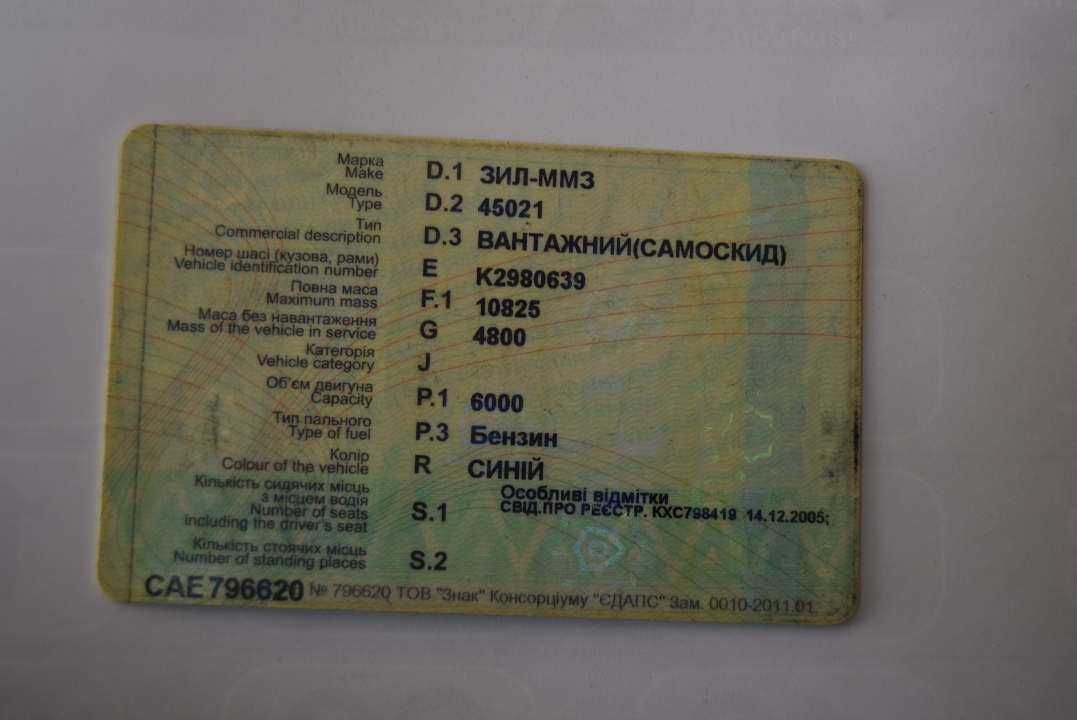 Марка
Make D.1 ЗИЛ-ММЗ
Модель
Type D.2 45021
Тип
Commercial description D.3 ВАНТАЖНИЙ(САМОСКИД)
Номер шасі (кузова, рами)
Vehicle identification number E K2980639
Повна маса
Maximum mass F.1 10825
Маса без навантаження
Mass of the vehicle in service G 4800
Категорія
Vehicle category J
Об'єм двигуна
Capacity P.1 6000
Тип пального
Type of fuel P.3 Бензин
Колір
Colour of the vehicle R СИНІЙ
Кількість сидячих місць
з місцем водія
Number of seats
including the driver's seat S.1
Особливі відмітки
СВІД.ПРО РЕЄСТР. КХС798419 14.12.2005;
Кількість стоячих місць
Number of standing places S.2
САЕ796620 № 796620 ТОВ "Знак" Консорціуму "ЄДАПС" Зам. 0010-2011.01.